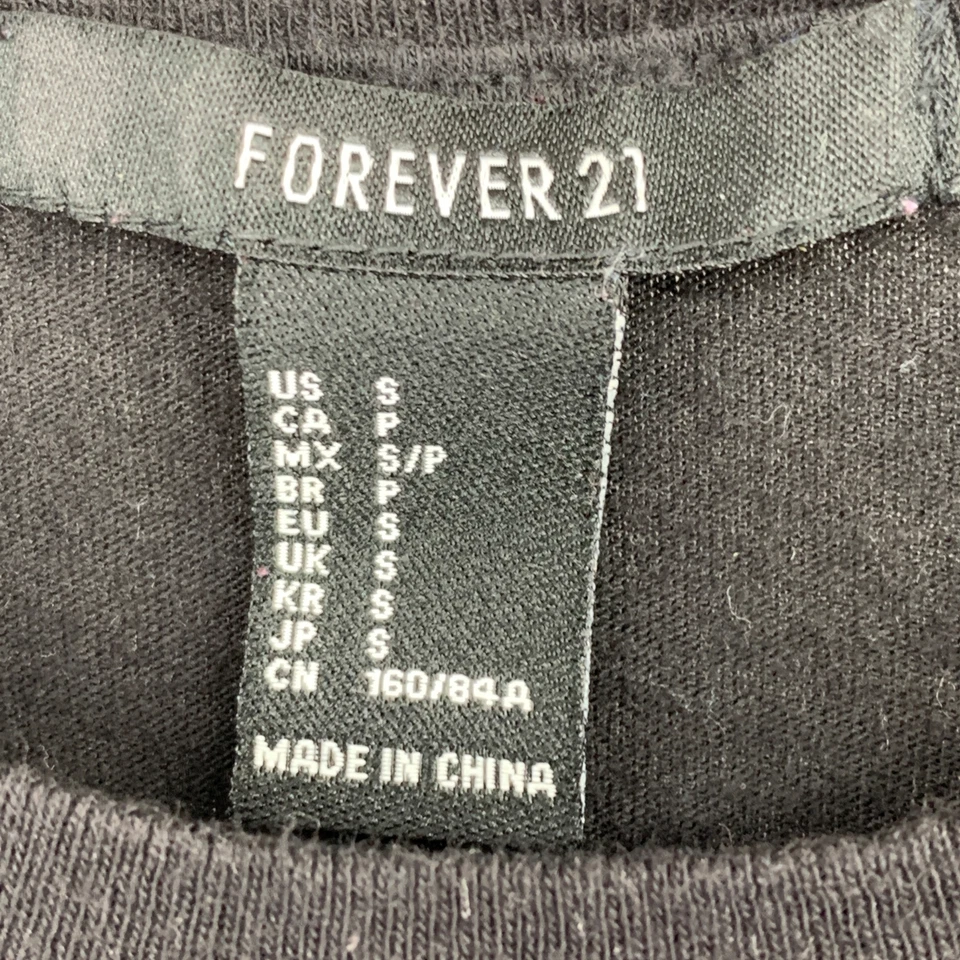 FOREVER 21
US S
CA P
MX S/P
BR P
EU S
UK S
KR S
JP S
CN 160/84A
MADE IN CHINA